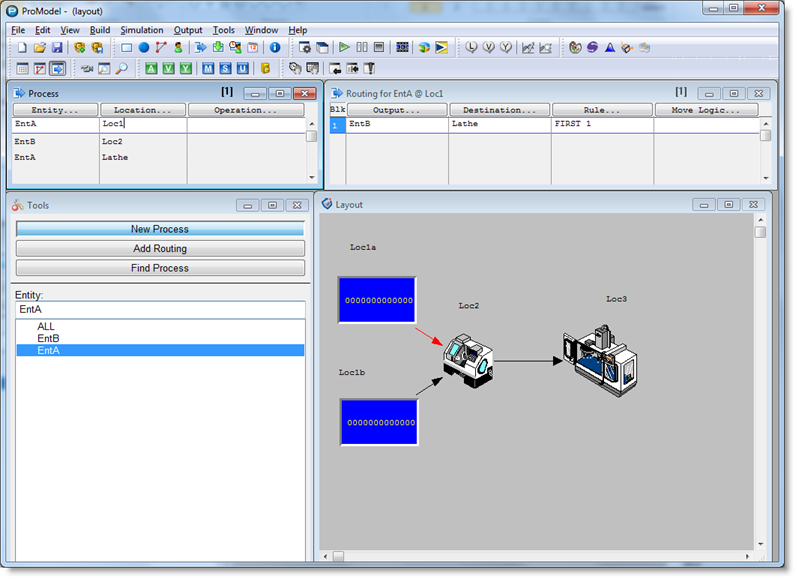 ProModel - (layout)
File Edit View Build Simulation Output Tools Window Help
Process [1]
Entity... Location... Operation...
EntA Loc1
EntB Loc2
EntA Lathe
Routing for EntA @ Loc1 [1]
Blk Output... Destination... Rule... Move Logic...
1 EntB Lathe FIRST 1
Tools
New Process
Add Routing
Find Process
Entity:
EntA
ALL
EntB
EntA
Layout
Loc1a
0000000000000
Loc2
Loc3
Loc1b
0000000000000